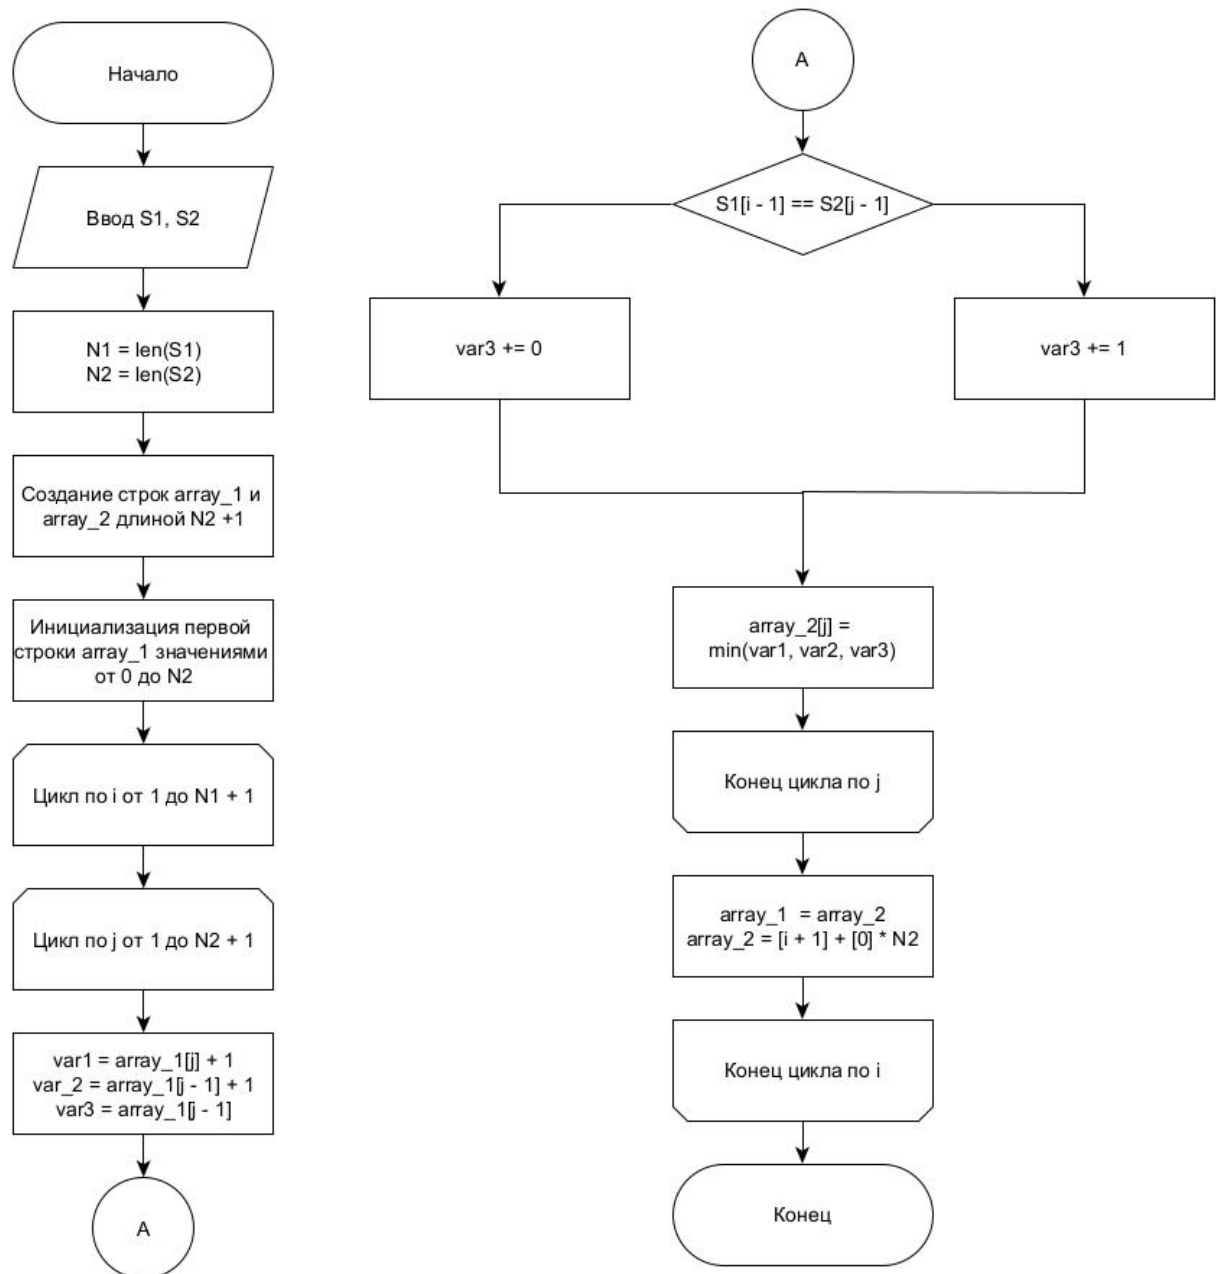 Начало
Ввод S1, S2
N1 = len(S1)
N2 = len(S2)
Создание строк array_1 и
array_2 длиной N2 +1
Инициализация первой
строки array_1 значениями
от 0 до N2
Цикл по i от 1 до N1 + 1
Цикл по j от 1 до N2 + 1
var1 = array_1[j] + 1
var_2 = array_1[j - 1] + 1
var3 = array_1[j - 1]
A
A
S1[i - 1] == S2[j - 1]
var3 += 0
var3 += 1
array_2[j] =
min(var1, var2, var3)
Конец цикла по j
array_1 = array_2
array_2 = [i + 1] + [0] * N2
Конец цикла по i
Конец